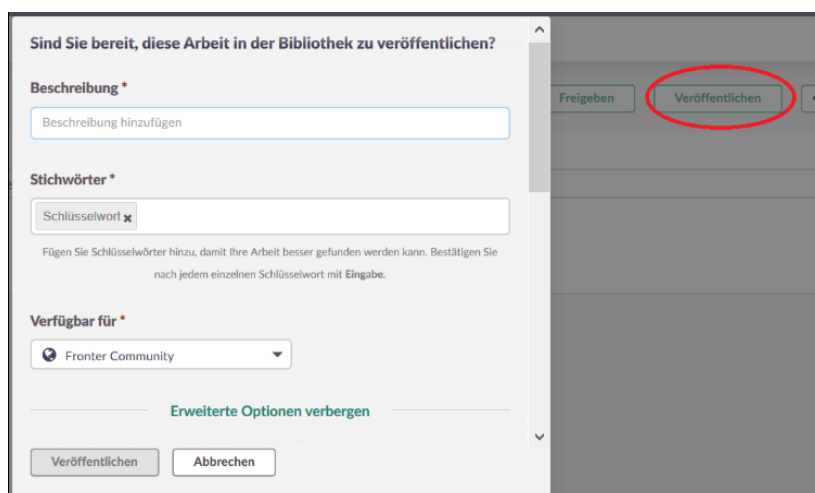 Sind Sie bereit, diese Arbeit in der Bibliothek zu veröffentlichen?
Beschreibung *
Beschreibung hinzufügen
Stichwörter *
Schlüsselwort ×
Fügen Sie Schlüsselwörter hinzu, damit Ihre Arbeit besser gefunden werden kann. Bestätigen Sie
nach jedem einzelnen Schlüsselwort mit Eingabe.
Verfügbar für *
Fronter Community
Erweiterte Optionen verbergen
Veröffentlichen Abbrechen
Freigeben Veröffentlichen